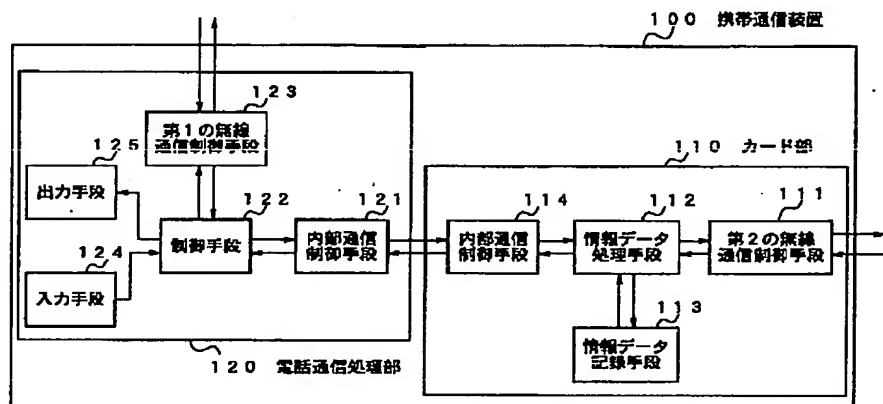 100 携帯通信装置
123
第1の無線
通信制御手段
125
出力手段
110 カード部
122
制御手段
121
内部通信
制御手段
114
内部通信
制御手段
112
情報データ
処理手段
111
第2の無線
通信制御手段
124
入力手段
113
情報データ
記録手段
120 電話通信処理部